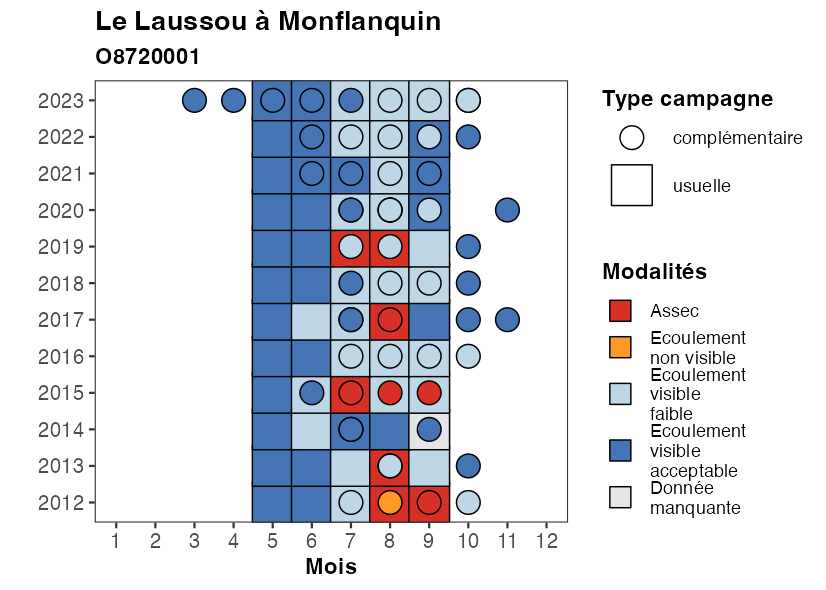 Le Laussou à Monflanquin
O8720001
2023
2022
2021
2020
2019
2018
2017
2016
2015
2014
2013
2012
1 2 3 4 5 6 7 8 9 10 11 12
Mois
Type campagne
complémentaire
usuelle
Modalités
Assec
Ecoulement
non visible
Ecoulement
visible
faible
Ecoulement
visible
acceptable
Donnée
manquante